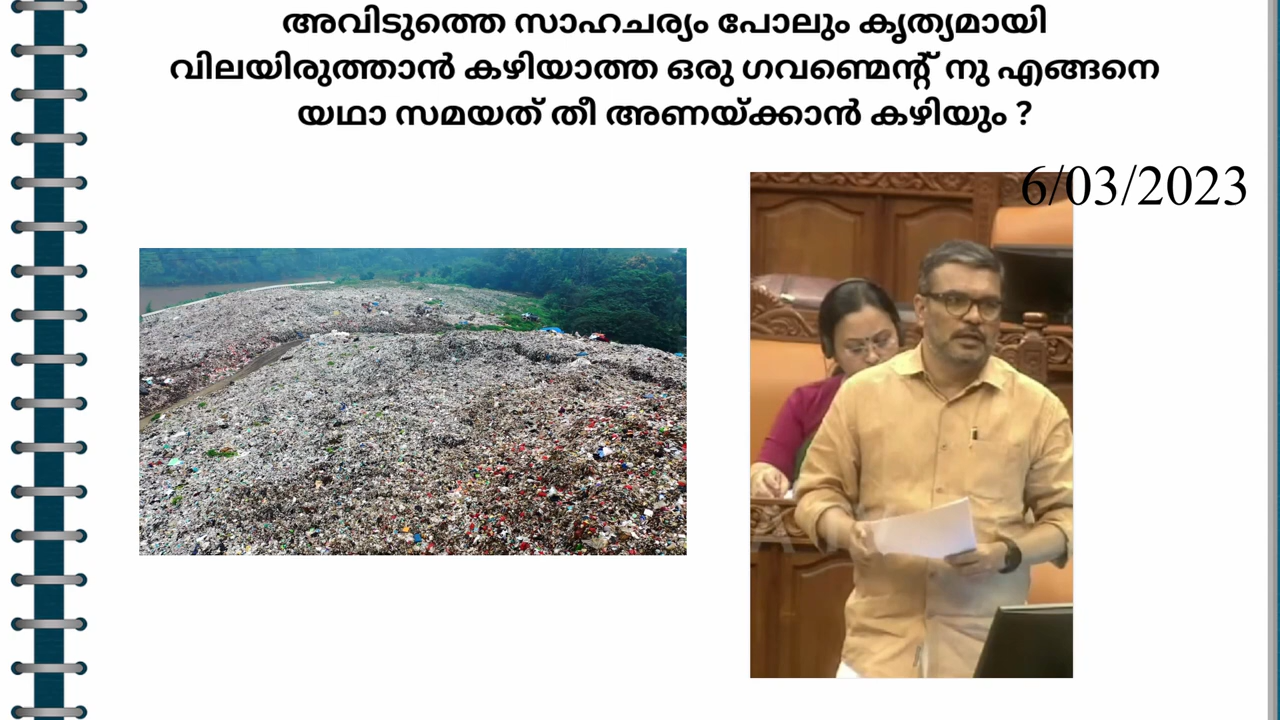 അവിടുത്തെ സാഹചര്യം പോലും കൃത്യമായി
വിലയിരുത്താൻ കഴിയാത്ത ഒരു ഗവണ്മെന്റ് നു എങ്ങനെ
യഥാ സമയത് തീ അണയ്ക്കാൻ കഴിയും ?
6/03/2023